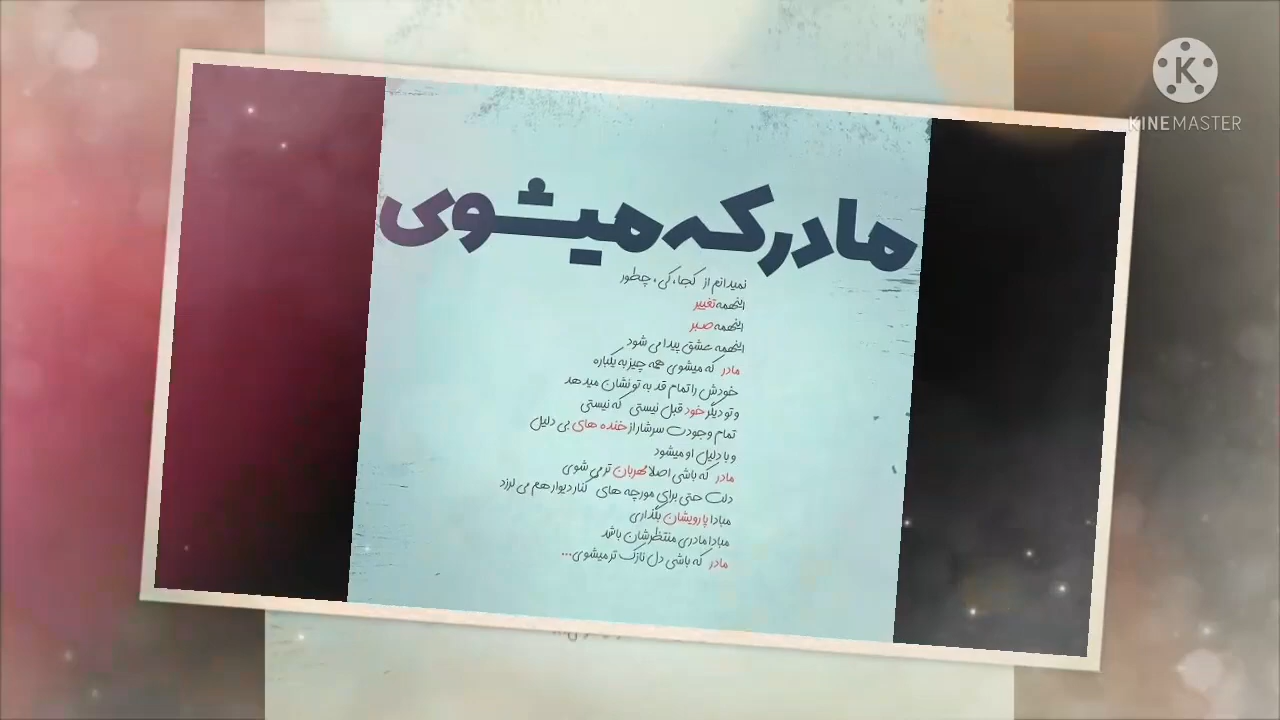 KINEMASTER
مادر که میشوی
نمیدانم از کجا، کی، چطور
اینهمه تغییر
اینهمه صبر
اینهمه عشق پیدا می شود
مادر که میشوی همه چیز به یکباره
خودش را تمام قد به تو نشان میدهد
و تو دیگر خود قبل نیستی که نیستی
تمام وجودت سرشار از خنده های بی دلیل
و با دلیل او میشود
مادر که باشی اصلا مهربان تر می شوی
دلت حتی برای مورچه های کنار دیوار هم می لرزد
مبادا پا رویشان بگذاری
مبادا مادری منتظرشان باشد
مادر که باشی دل نازک تر میشوی...